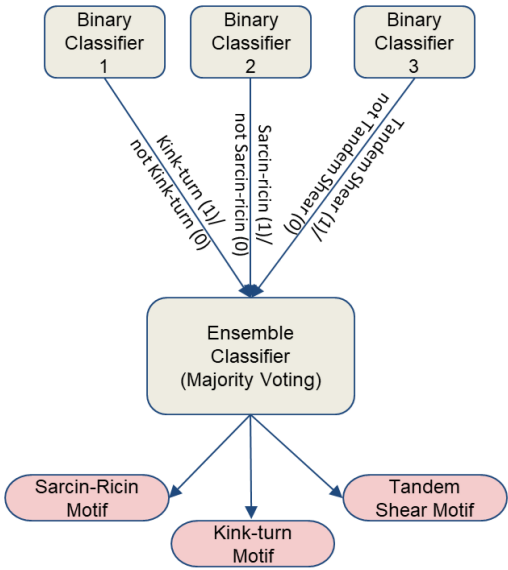 Binary
Classifier
1
Binary
Classifier
2
Binary
Classifier
3
Kink-turn (1)/
not Kink-turn (0)
Sarcin-ricin (1)/
not Sarcin-ricin (0)
Tandem Shear (1)/
not Tandem Shear (0)
Ensemble
Classifier
(Majority Voting)
Sarcin-Ricin
Motif
Kink-turn
Motif
Tandem
Shear Motif